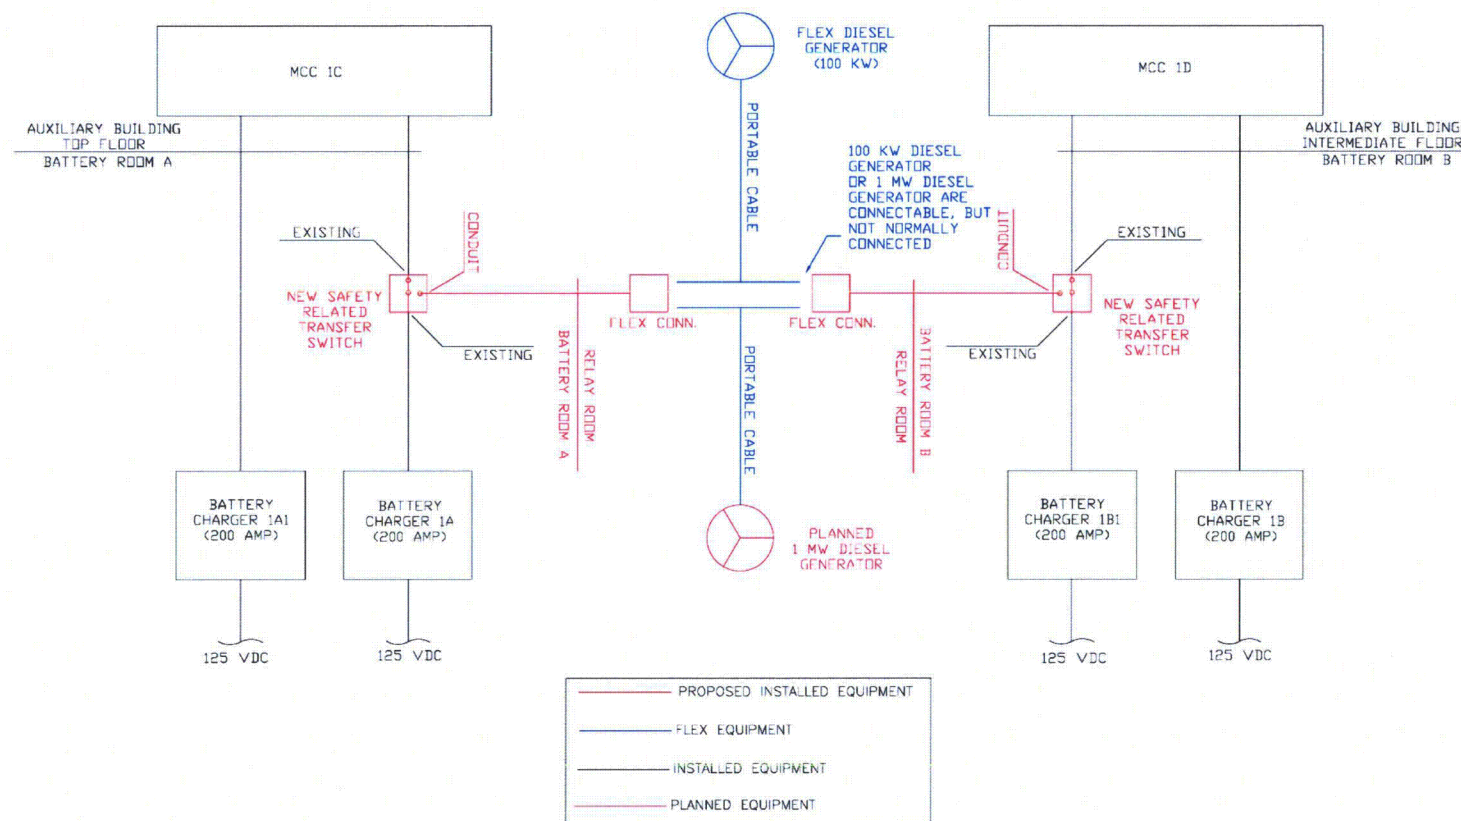 FLEX DIESEL
GENERATOR
(100 KW)
MCC 1C
MCC 1D
AUXILIARY BUILDING
TOP FLOOR
BATTERY ROOM A
AUXILIARY BUILDING
INTERMEDIATE FLOOR
BATTERY ROOM B
PORTABLE CABLE
100 KW DIESEL
GENERATOR
OR 1 MW DIESEL
GENERATOR ARE
CONNECTABLE, BUT
NOT NORMALLY
CONNECTED
EXISTING
CONDUIT
CONDUIT
EXISTING
NEW SAFETY
RELATED
TRANSFER
SWITCH
EXISTING
FLEX CONN.
FLEX CONN.
EXISTING
NEW SAFETY
RELATED
TRANSFER
SWITCH
BATTERY ROOM A
RELAY ROOM
PORTABLE CABLE
RELAY ROOM
BATTERY ROOM B
BATTERY
CHARGER 1A1
(200 AMP)
BATTERY
CHARGER 1A
(200 AMP)
PLANNED
1 MW DIESEL
GENERATOR
BATTERY
CHARGER 1B1
(200 AMP)
BATTERY
CHARGER 1B
(200 AMP)
125 VDC
125 VDC
125 VDC
125 VDC
PROPOSED INSTALLED EQUIPMENT
FLEX EQUIPMENT
INSTALLED EQUIPMENT
PLANNED EQUIPMENT